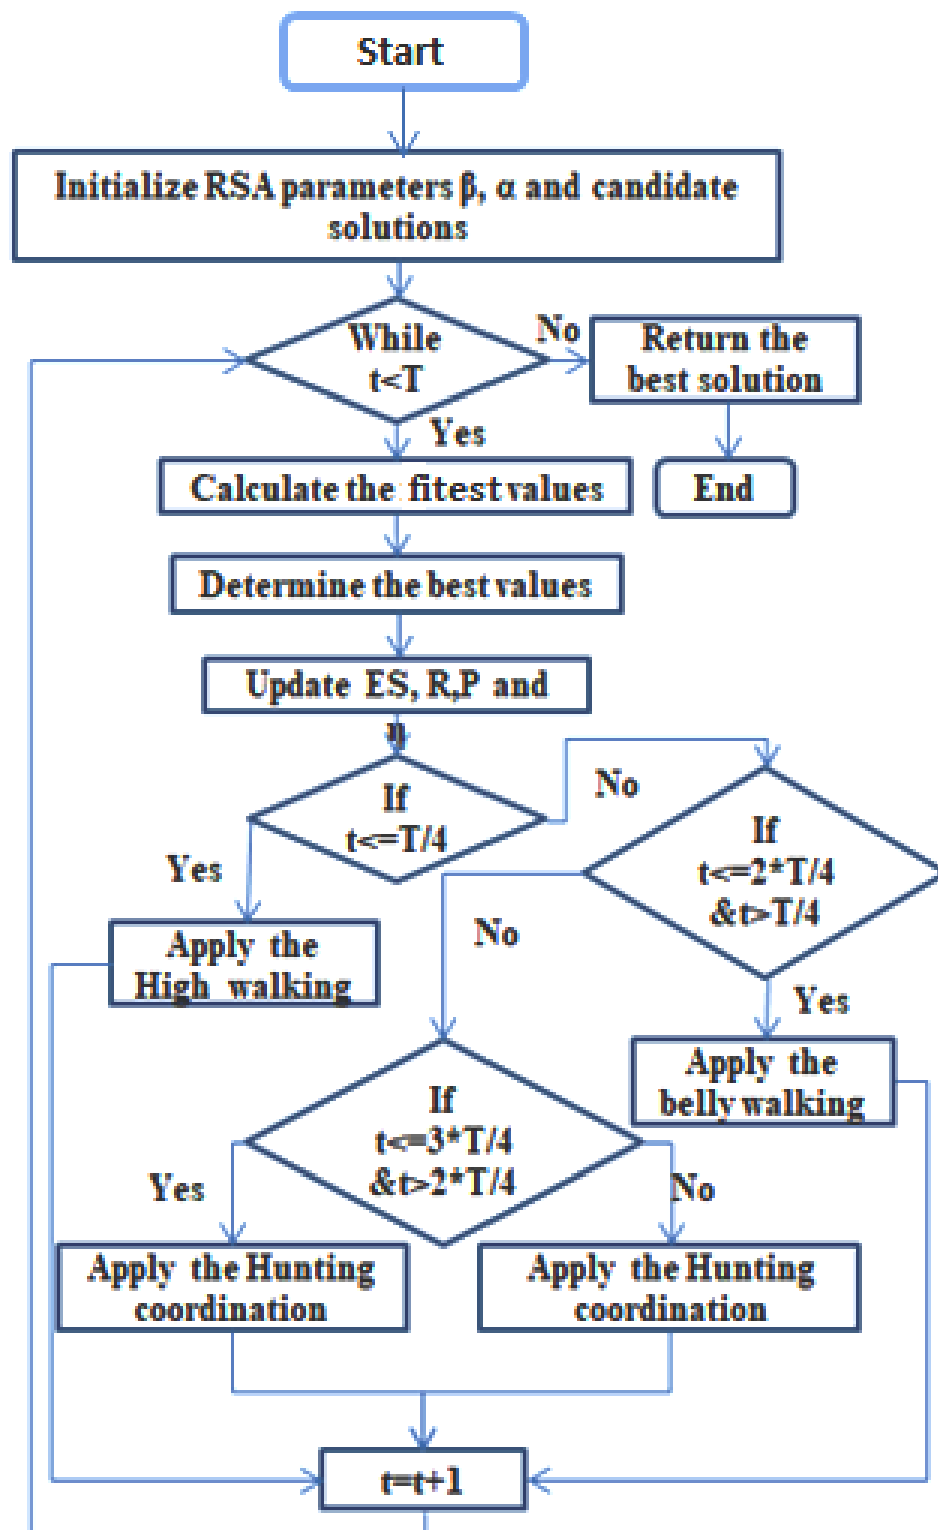 Start
Initialize RSA parameters β, α and candidate
solutions
While
t<T
No
Return the
best solution
Yes
Calculate the fitest values
End
Determine the best values
Update ES, R,P and
η
If
t<=T/4
No
Yes
If
t<=2*T/4
&t>T/4
No
Apply the
High walking
Yes
Apply the
belly walking
If
t<=3*T/4
&t>2*T/4
Yes
No
Apply the Hunting
coordination
Apply the Hunting
coordination
t=t+1